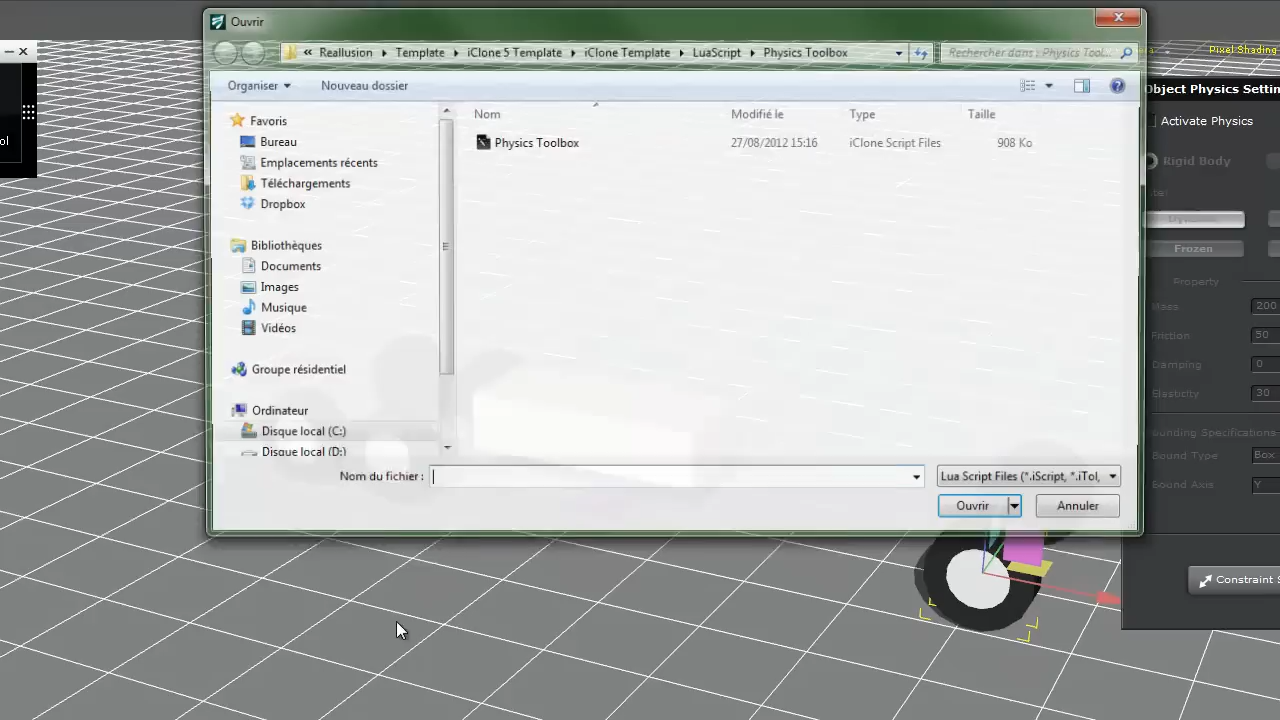 Ouvrir
« Reallusion ▸ Template ▸ iClone 5 Template ▸ iClone Template ▸ LuaScript ▸ Physics Toolbox
Rechercher dans : Physics Tool...
Pixel Shading
Organiser
Nouveau dossier
Favoris
Bureau
Emplacements récents
Téléchargements
Dropbox
Bibliothèques
Documents
Images
Musique
Vidéos
Groupe résidentiel
Ordinateur
Disque local (C:)
Disque local (D:)
Nom Modifié le Type Taille
Physics Toolbox 27/08/2012 15:16 iClone Script Files 908 Ko
Nom du fichier :
Lua Script Files (*.iScript, *.iTol,
Ouvrir
Annuler
ol
Object Physics Settin
Activate Physics
Rigid Body
Frozen
Property
Mass 200
Friction 50
Damping 0
Elasticity 30
ounding Specifications
Bound Type Box
Bound Axis Y
Constraint S